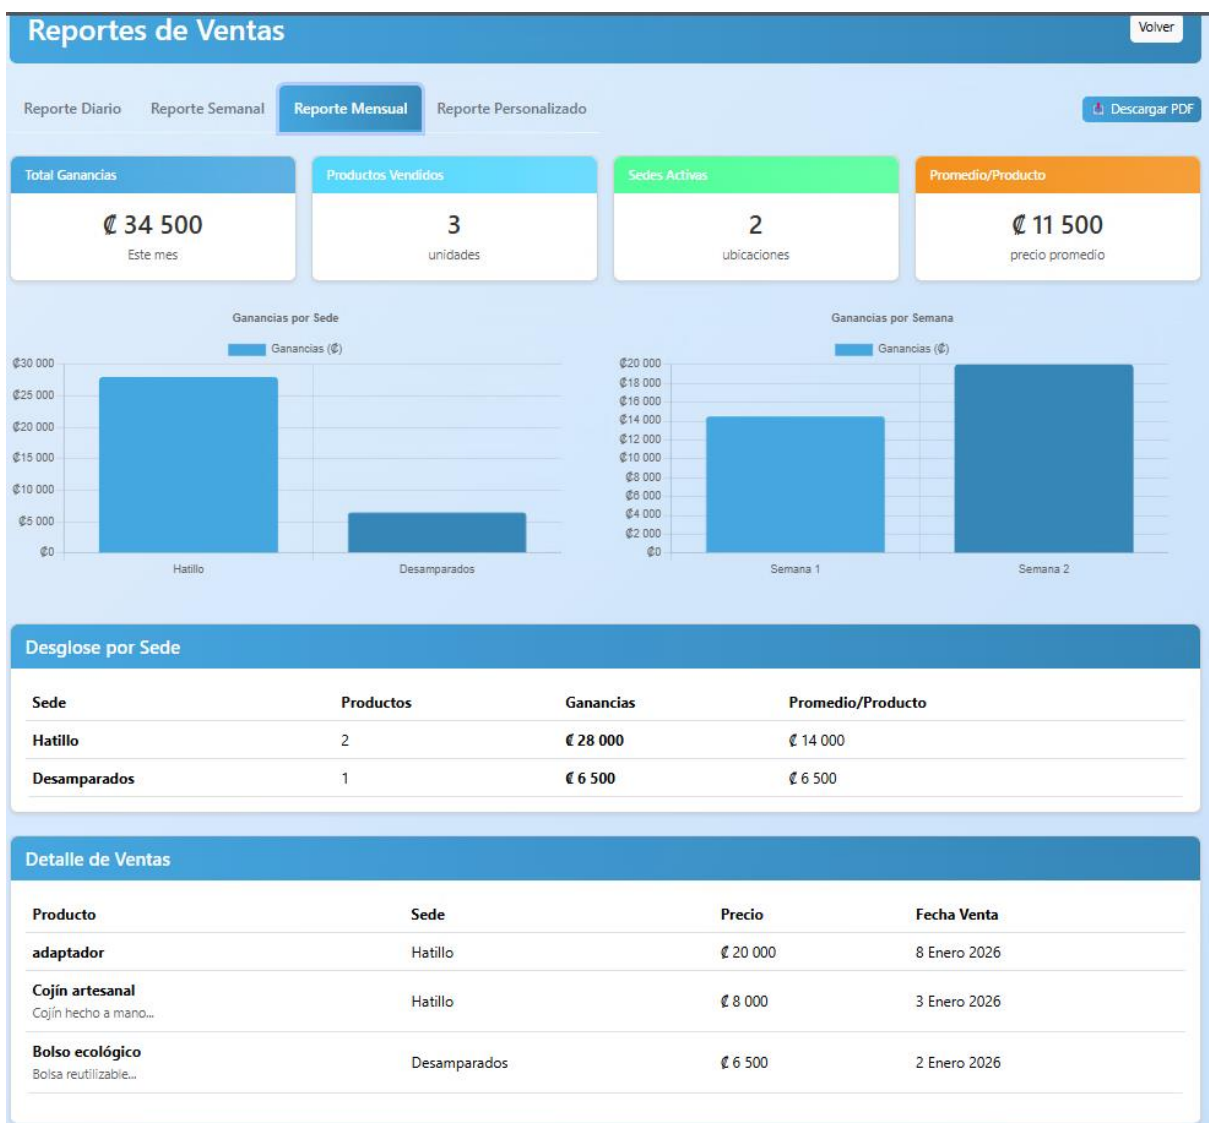 Reportes de Ventas
Volver
Reporte Diario Reporte Semanal Reporte Mensual Reporte Personalizado
Descargar PDF
Total Ganancias
₡ 34 500
Este mes
Productos Vendidos
3
unidades
Sedes Activas
2
ubicaciones
Promedio/Producto
₡ 11 500
precio promedio
Ganancias por Sede
Ganancias (₡)
₡30 000
₡25 000
₡20 000
₡15 000
₡10 000
₡5 000
₡0
Hatillo Desamparados
Ganancias por Semana
Ganancias (₡)
₡20 000
₡18 000
₡16 000
₡14 000
₡12 000
₡10 000
₡8 000
₡6 000
₡4 000
₡2 000
₡0
Semana 1 Semana 2
Desglose por Sede
Sede Productos Ganancias Promedio/Producto
Hatillo 2 ₡ 28 000 ₡ 14 000
Desamparados 1 ₡ 6 500 ₡ 6 500
Detalle de Ventas
Producto Sede Precio Fecha Venta
adaptador Hatillo ₡ 20 000 8 Enero 2026
Cojín artesanal
Cojín hecho a mano...
Hatillo ₡ 8 000 3 Enero 2026
Bolso ecológico
Bolsa reutilizable...
Desamparados ₡ 6 500 2 Enero 2026